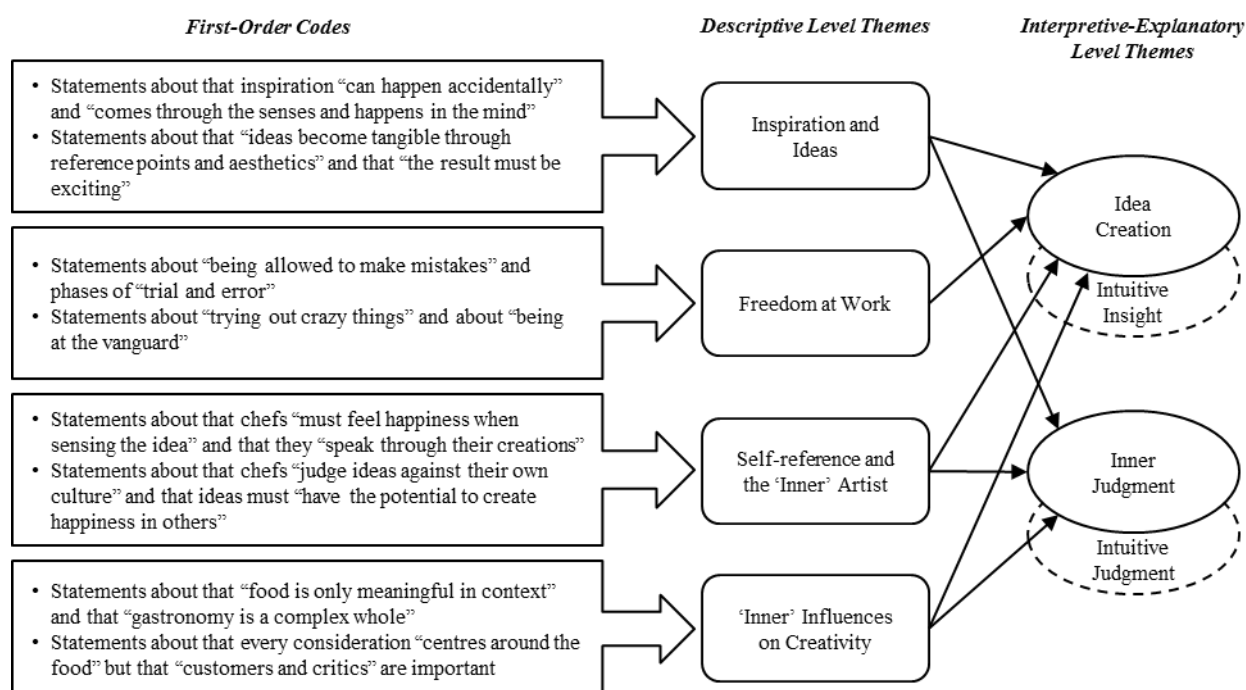 First-Order Codes
Descriptive Level Themes
Interpretive-Explanatory
Level Themes
• Statements about that inspiration “can happen accidentally”
and “comes through the senses and happens in the mind”
• Statements about that “ideas become tangible through
reference points and aesthetics” and that “the result must be
exciting”
Inspiration and
Ideas
Idea
Creation
Intuitive
Insight
• Statements about “being allowed to make mistakes” and
phases of “trial and error”
• Statements about “trying out crazy things” and about “being
at the vanguard”
Freedom at Work
• Statements about that chefs “must feel happiness when
sensing the idea” and that they “speak through their creations”
• Statements about that chefs “judge ideas against their own
culture” and that ideas must “have the potential to create
happiness in others”
Self-reference and
the ‘Inner’ Artist
Inner
Judgment
Intuitive
Judgment
• Statements about that “food is only meaningful in context”
and that “gastronomy is a complex whole”
• Statements about that every consideration “centres around the
food” but that “customers and critics” are important
‘Inner’ Influences
on Creativity